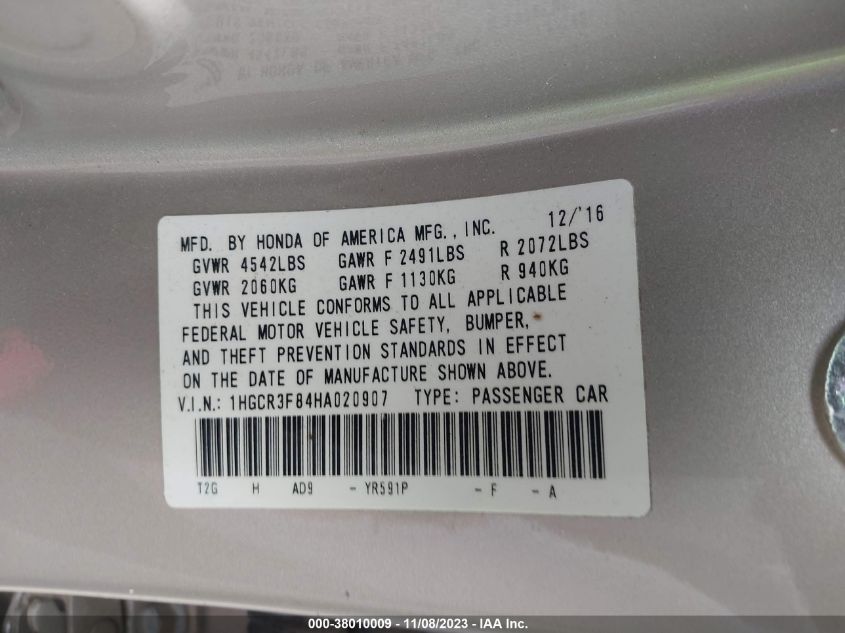 MFD. BY HONDA OF AMERICA MFG., INC. 12/'16
GVWR 4542LBS GAWR F 2491LBS R 2072LBS
GVWR 2060KG GAWR F 1130KG R 940KG
THIS VEHICLE CONFORMS TO ALL APPLICABLE
FEDERAL MOTOR VEHICLE SAFETY, BUMPER,
AND THEFT PREVENTION STANDARDS IN EFFECT
ON THE DATE OF MANUFACTURE SHOWN ABOVE.
V.I.N.: 1HGCR3F84HA020907 TYPE: PASSENGER CAR
T2G H AD9 - YR591P - F - A
000-38010009 - 11/08/2023 - IAA Inc.